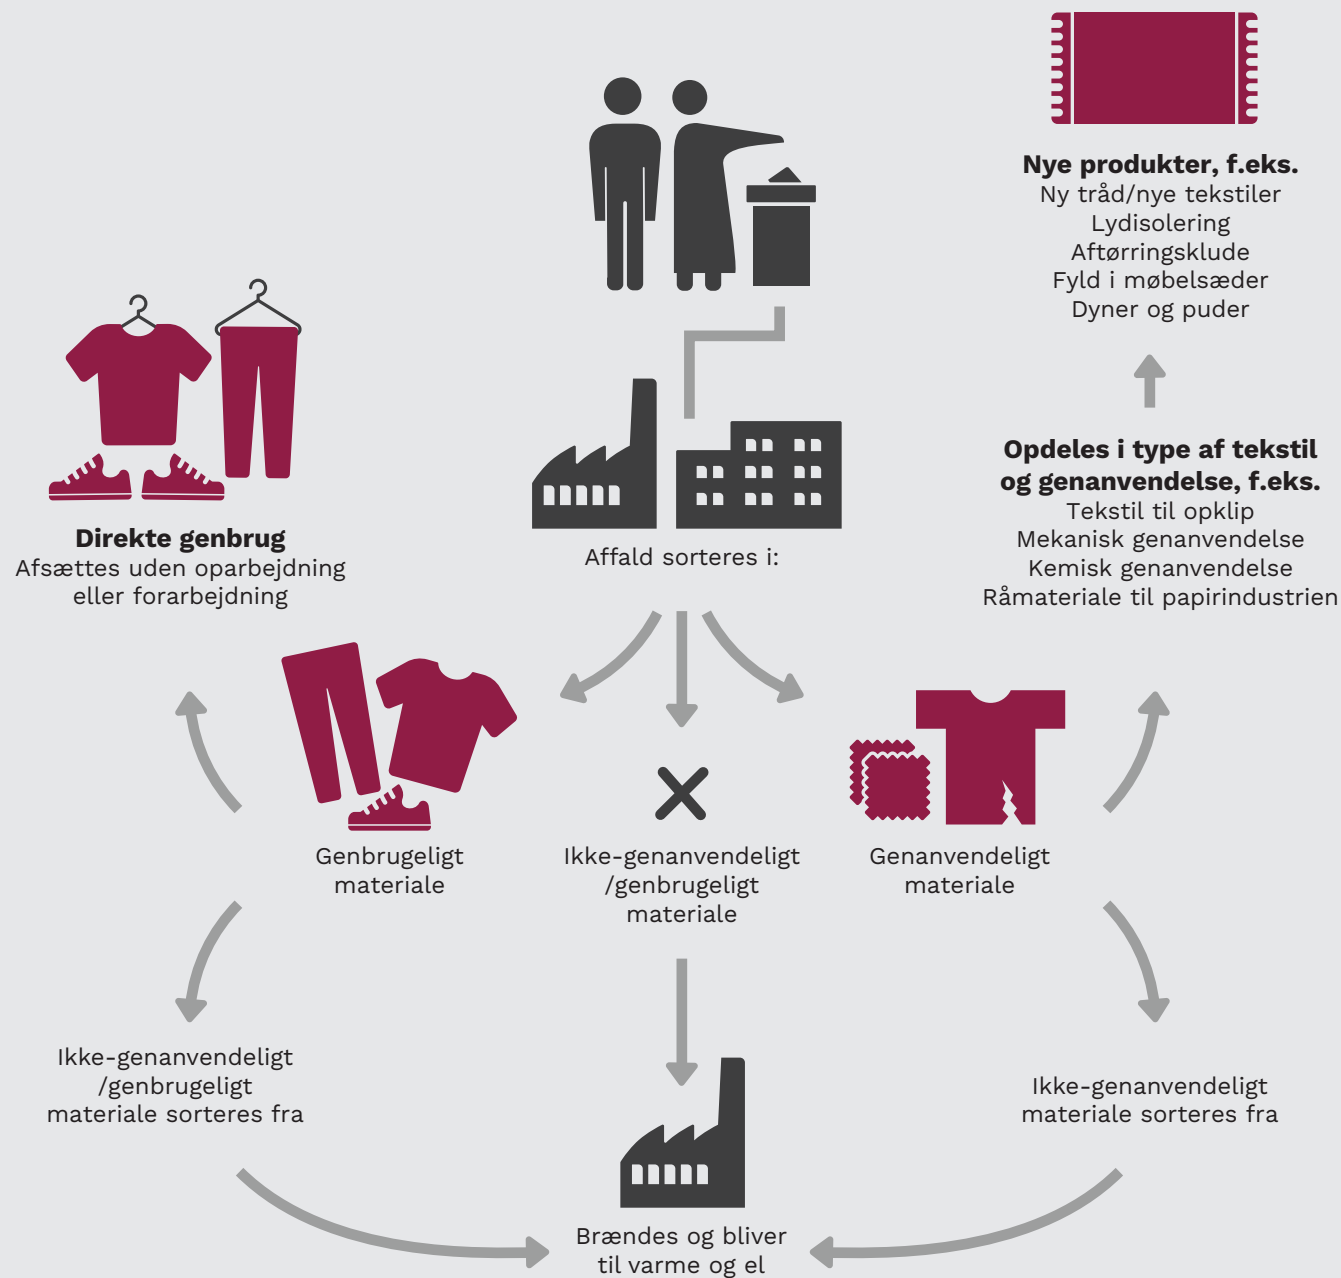 Nye produkter, f.eks.
Ny tråd/nye tekstiler
Lydisolering
Aftørringsklude
Fyld i møbelsæder
Dyner og puder
Opdeles i type af tekstil
og genanvendelse, f.eks.
Tekstil til opklip
Mekanisk genanvendelse
Kemisk genanvendelse
Råmateriale til papirindustrien
Direkte genbrug
Afsættes uden oparbejdning
eller forarbejdning
Affald sorteres i:
Genbrugeligt
materiale
Ikke-genanvendeligt
/genbrugeligt
materiale
Genanvendeligt
materiale
Ikke-genanvendeligt
/genbrugeligt
materiale sorteres fra
Ikke-genanvendeligt
materiale sorteres fra
Brændes og bliver
til varme og el